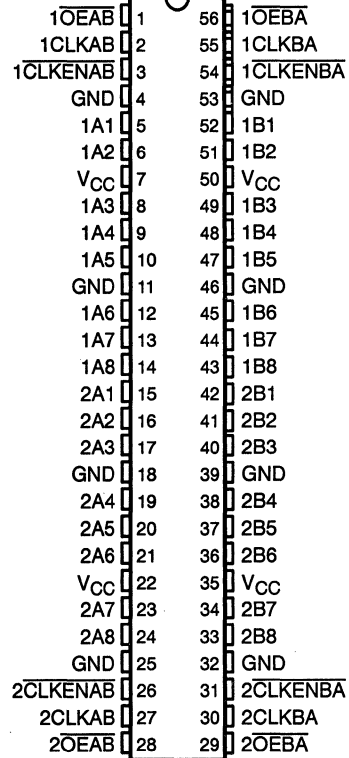 1OEAB 1 56 1OEBA
1CLKAB 2 55 1CLKBA
1CLKENAB 3 54 1CLKENBA
GND 4 53 GND
1A1 5 52 1B1
1A2 6 51 1B2
VCC 7 50 VCC
1A3 8 49 1B3
1A4 9 48 1B4
1A5 10 47 1B5
GND 11 46 GND
1A6 12 45 1B6
1A7 13 44 1B7
1A8 14 43 1B8
2A1 15 42 2B1
2A2 16 41 2B2
2A3 17 40 2B3
GND 18 39 GND
2A4 19 38 2B4
2A5 20 37 2B5
2A6 21 36 2B6
VCC 22 35 VCC
2A7 23 34 2B7
2A8 24 33 2B8
GND 25 32 GND
2CLKENAB 26 31 2CLKENBA
2CLKAB 27 30 2CLKBA
2OEAB 28 29 2OEBA